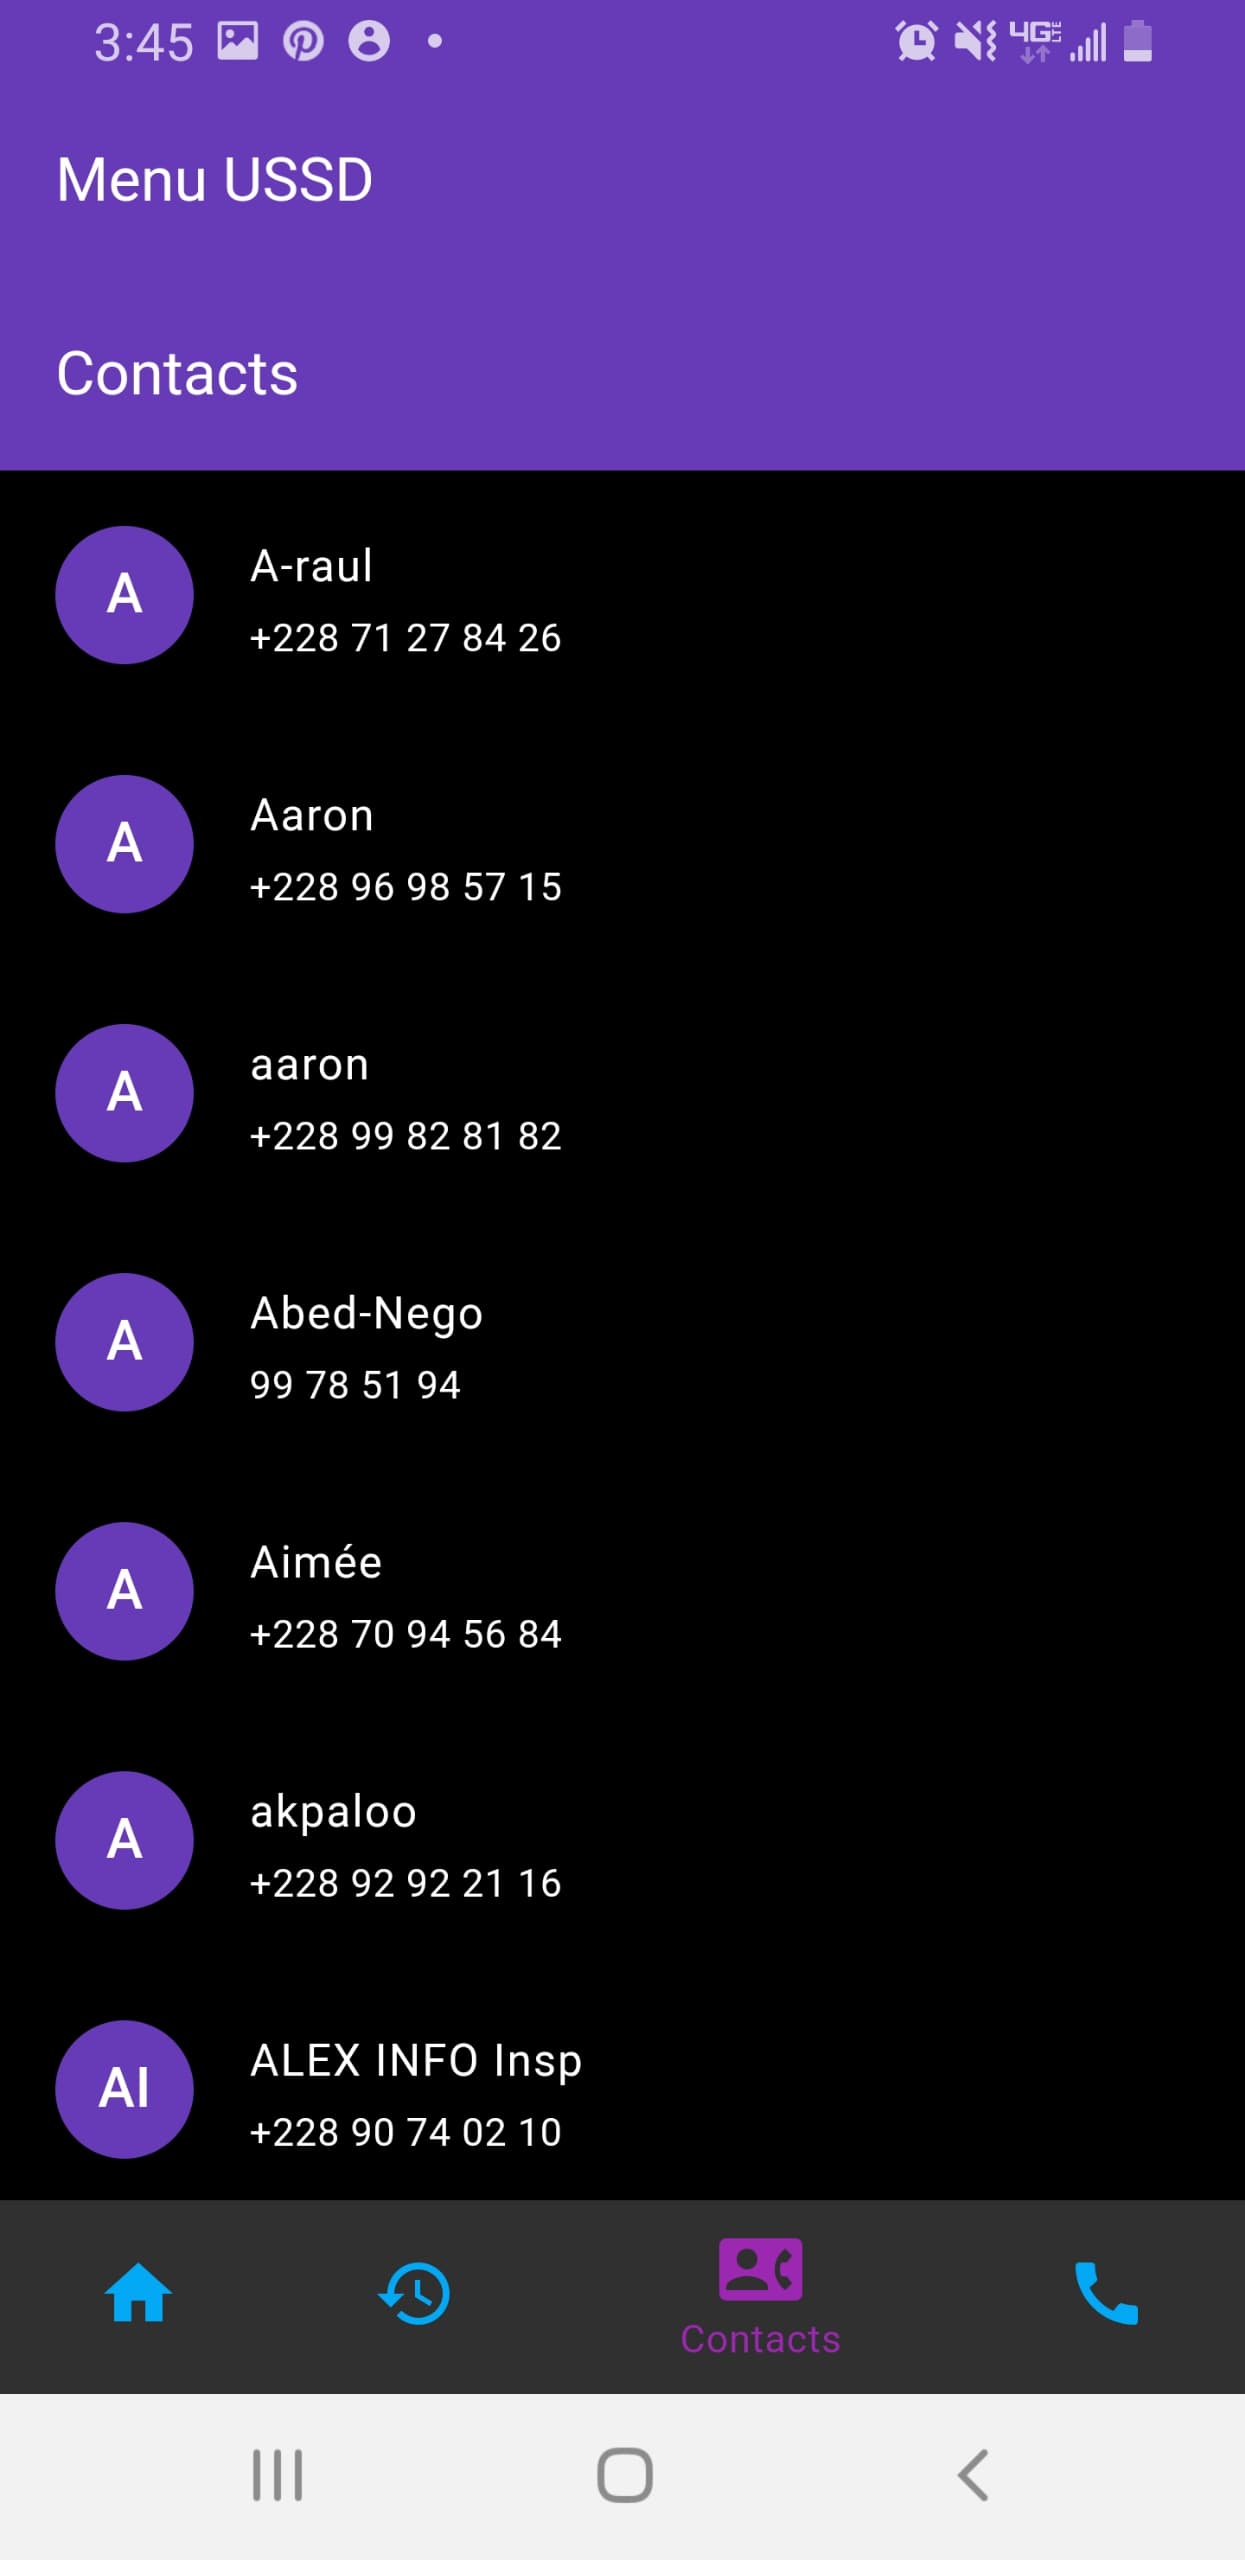 3:45
4G LTE
Menu USSD
Contacts
A
A-raul
+228 71 27 84 26
A
Aaron
+228 96 98 57 15
A
aaron
+228 99 82 81 82
A
Abed-Nego
99 78 51 94
A
Aimée
+228 70 94 56 84
A
akpaloo
+228 92 92 21 16
AI
ALEX INFO Insp
+228 90 74 02 10
Contacts